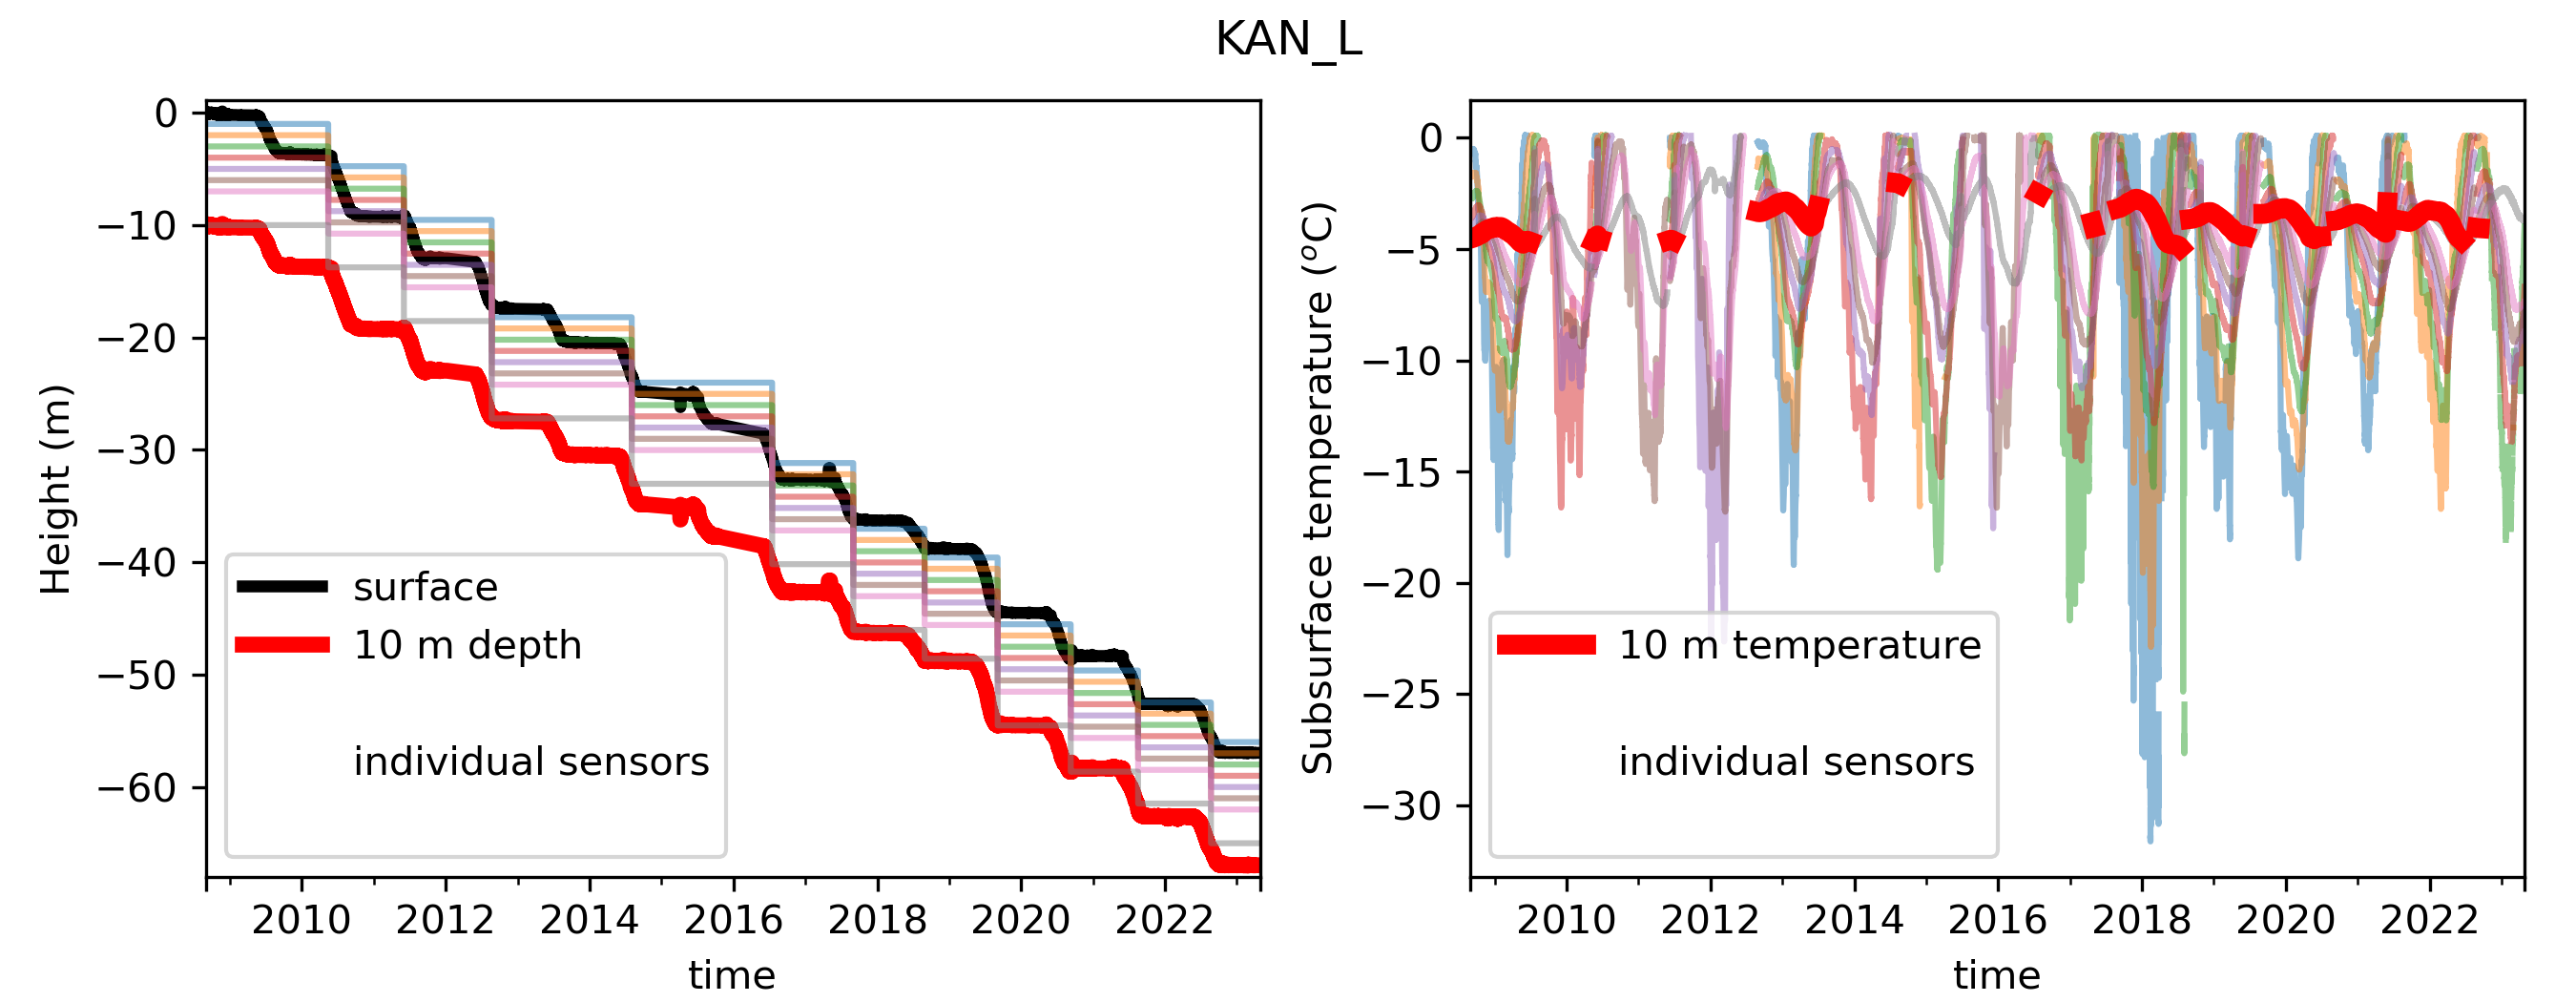 KAN_L
Height (m)
0
−10
−20
−30
−40
−50
−60
surface
10 m depth
individual sensors
2010 2012 2014 2016 2018 2020 2022
time
Subsurface temperature (°C)
0
−5
−10
−15
−20
−25
−30
10 m temperature
individual sensors
2010 2012 2014 2016 2018 2020 2022
time